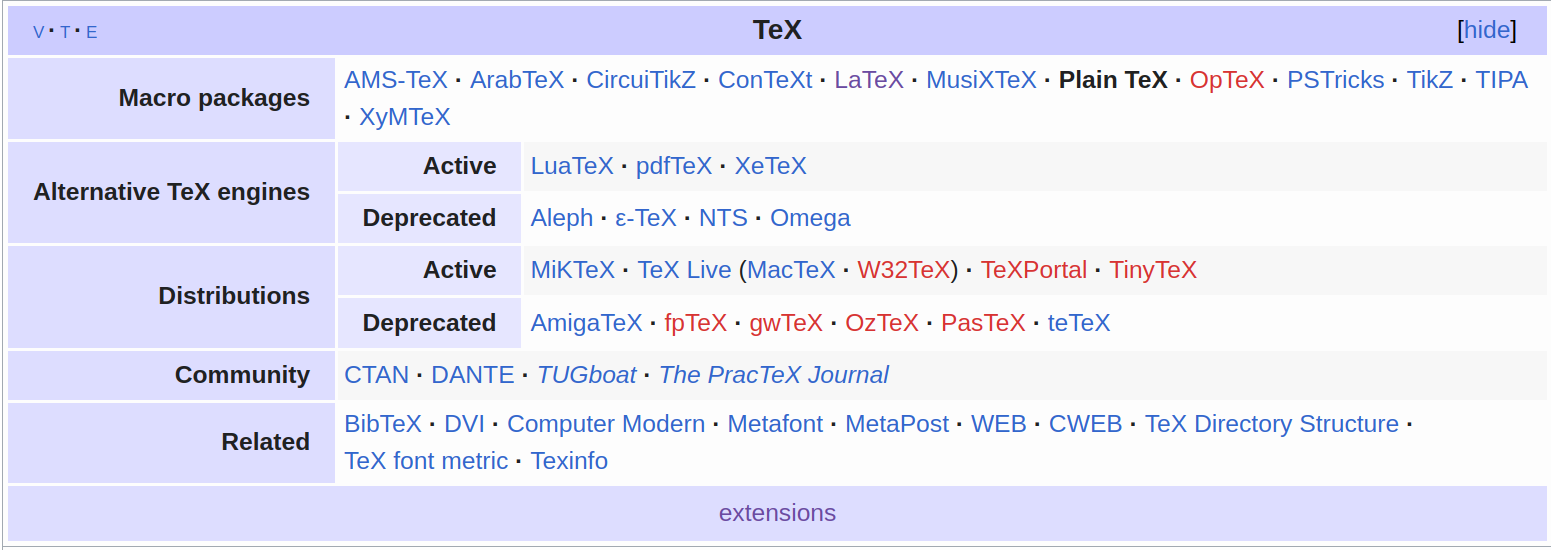 V · T · E TeX [hide]
Macro packages
AMS-TeX · ArabTeX · CircuiTikZ · ConTeXt · LaTeX · MusiXTeX · Plain TeX · OpTeX · PSTricks · TikZ · TIPA
· XyMTeX
Alternative TeX engines
Active LuaTeX · pdfTeX · XeTeX
Deprecated Aleph · ε-TeX · NTS · Omega
Distributions
Active MiKTeX · TeX Live (MacTeX · W32TeX) · TeXPortal · TinyTeX
Deprecated AmigaTeX · fpTeX · gwTeX · OzTeX · PasTeX · teTeX
Community CTAN · DANTE · TUGboat · The PracTeX Journal
Related
BibTeX · DVI · Computer Modern · Metafont · MetaPost · WEB · CWEB · TeX Directory Structure ·
TeX font metric · Texinfo
extensions